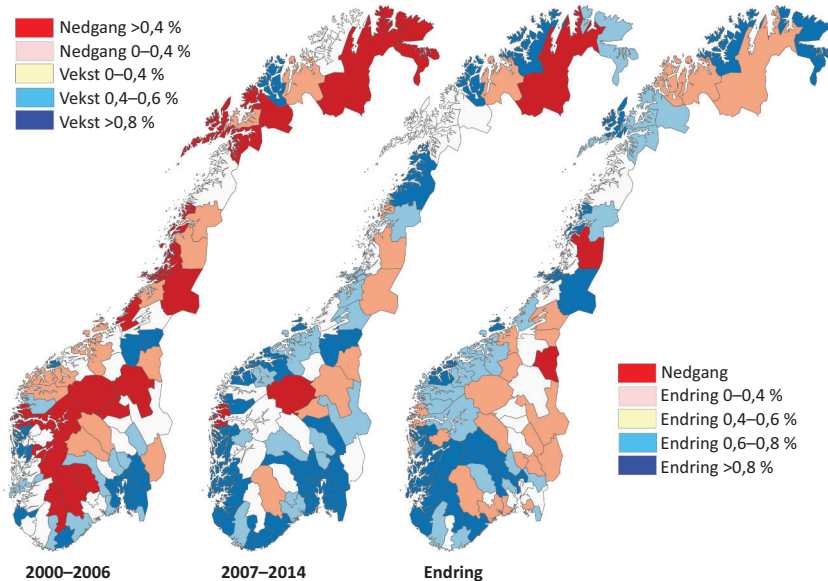 Nedgang >0,4 %
Nedgang 0–0,4 %
Vekst 0–0,4 %
Vekst 0,4–0,6 %
Vekst >0,8 %
Nedgang
Endring 0–0,4 %
Endring 0,4–0,6 %
Endring 0,6–0,8 %
Endring >0,8 %
2000–2006 2007–2014 Endring